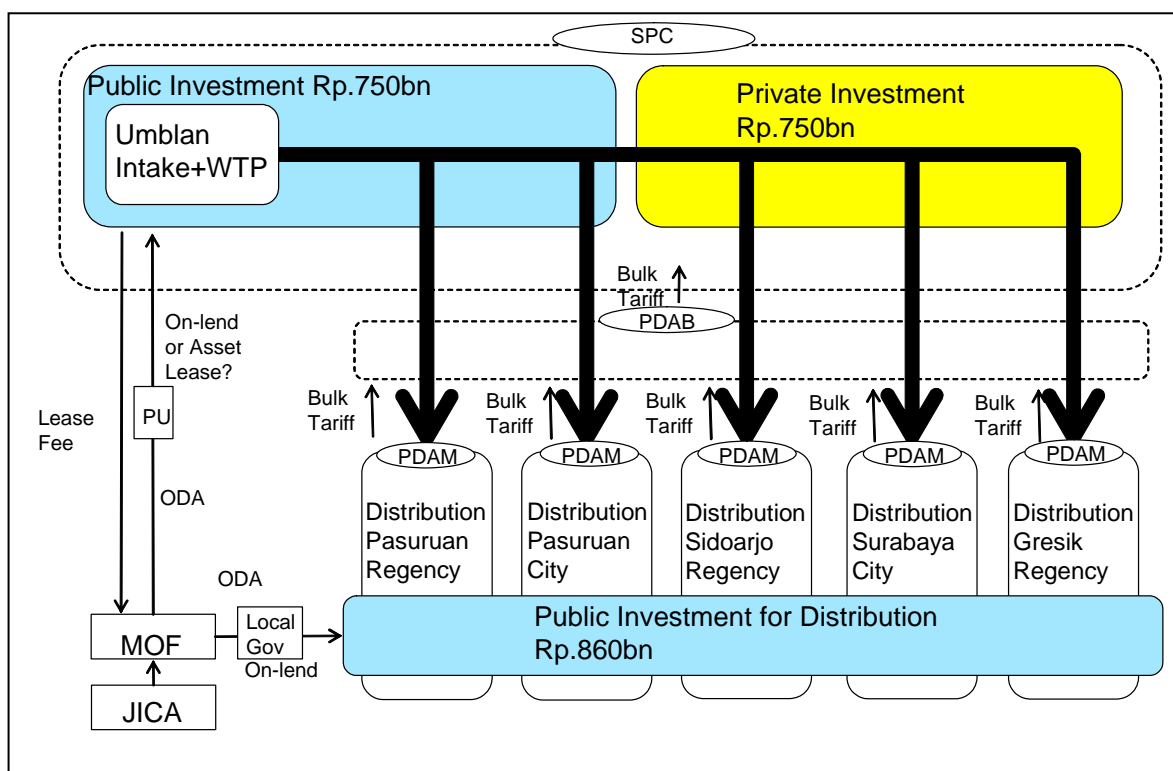 SPC
Public Investment Rp.750bn
Private Investment
Rp.750bn
Umblan
Intake+WTP
Bulk
Tariff
PDAB
On-lend
or Asset
Lease?
PU
Lease
Fee
ODA
Bulk
Tariff
Bulk
Tariff
Bulk
Tariff
Bulk
Tariff
Bulk
Tariff
PDAM
PDAM
PDAM
PDAM
PDAM
Distribution
Pasuruan
Regency
Distribution
Pasuruan
City
Distribution
Sidoarjo
Regency
Distribution
Surabaya
City
Distribution
Gresik
Regency
ODA
MOF
Local
Gov
On-lend
Public Investment for Distribution
Rp.860bn
JICA